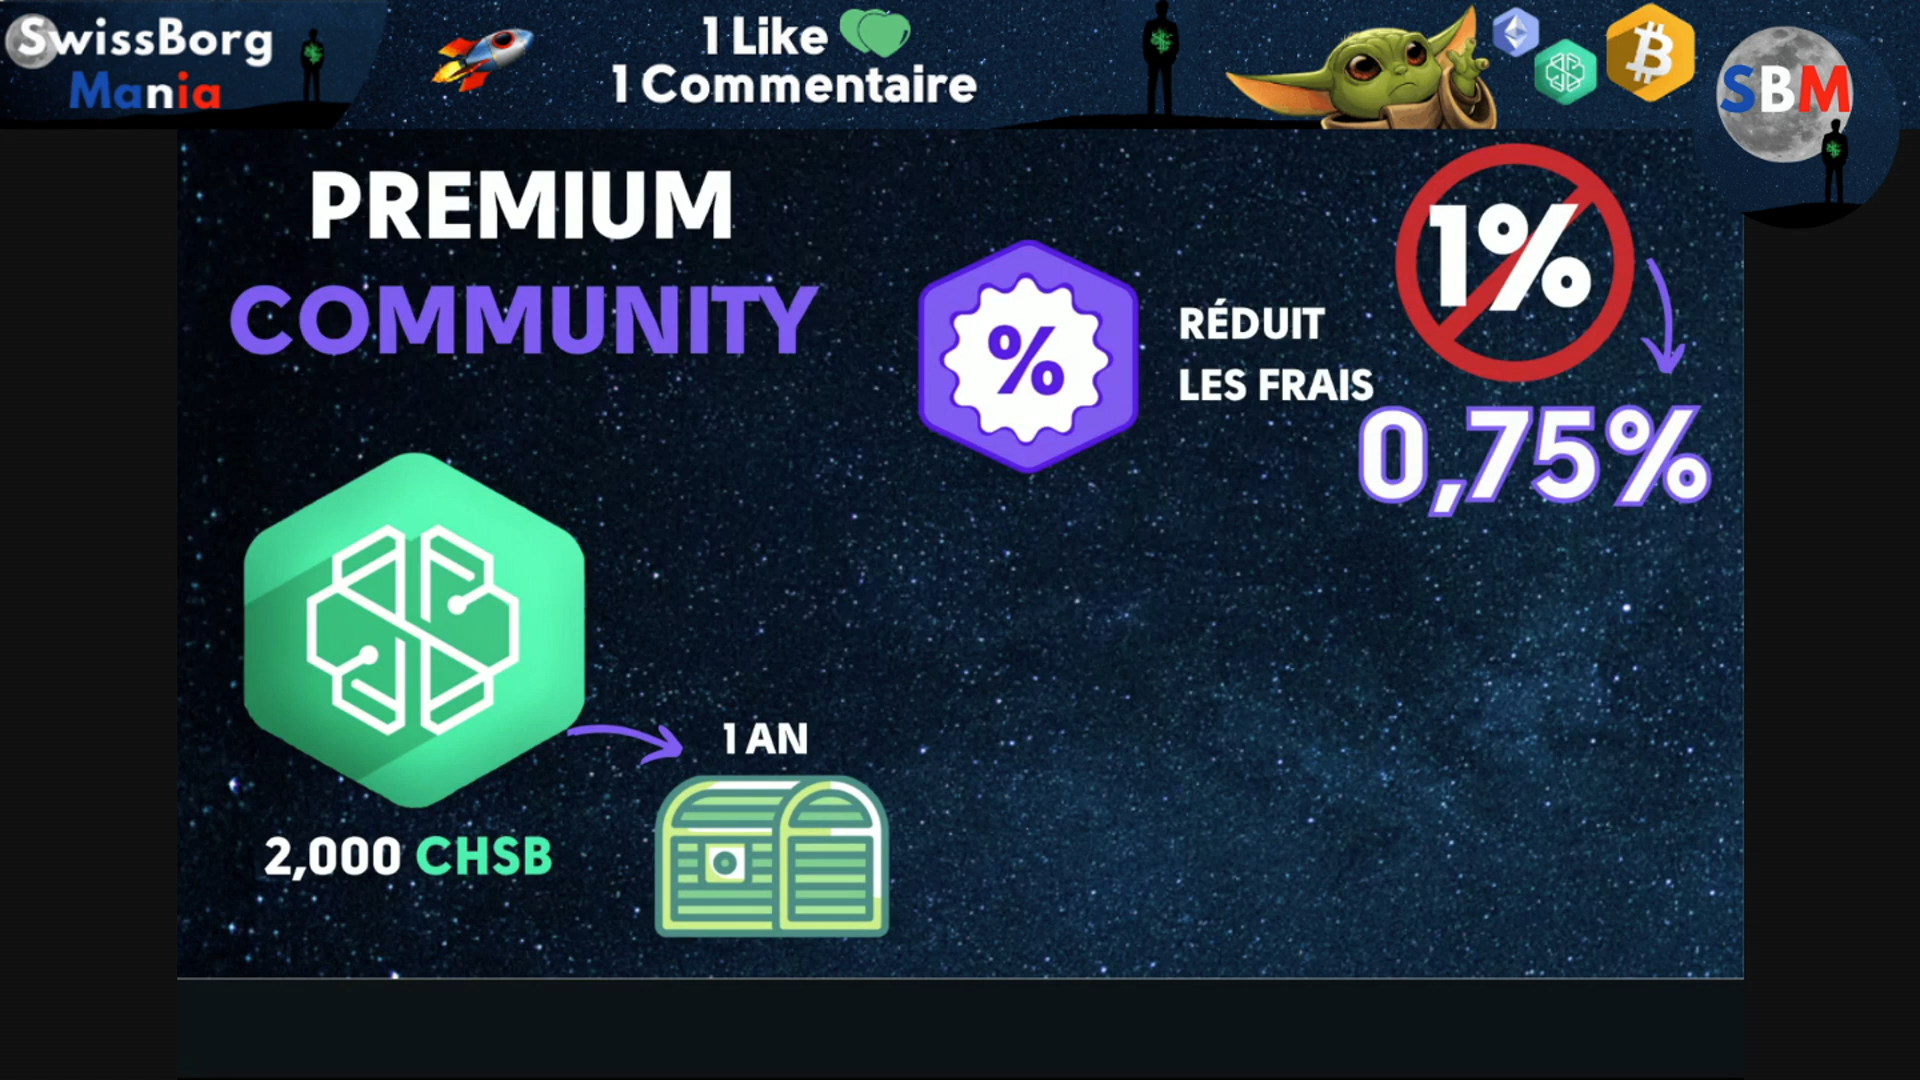 SwissBorg
Mania
1 Like
1 Commentaire
SBM
PREMIUM
COMMUNITY
%
RÉDUIT
LES FRAIS
1%
0,75%
1 AN
2,000 CHSB